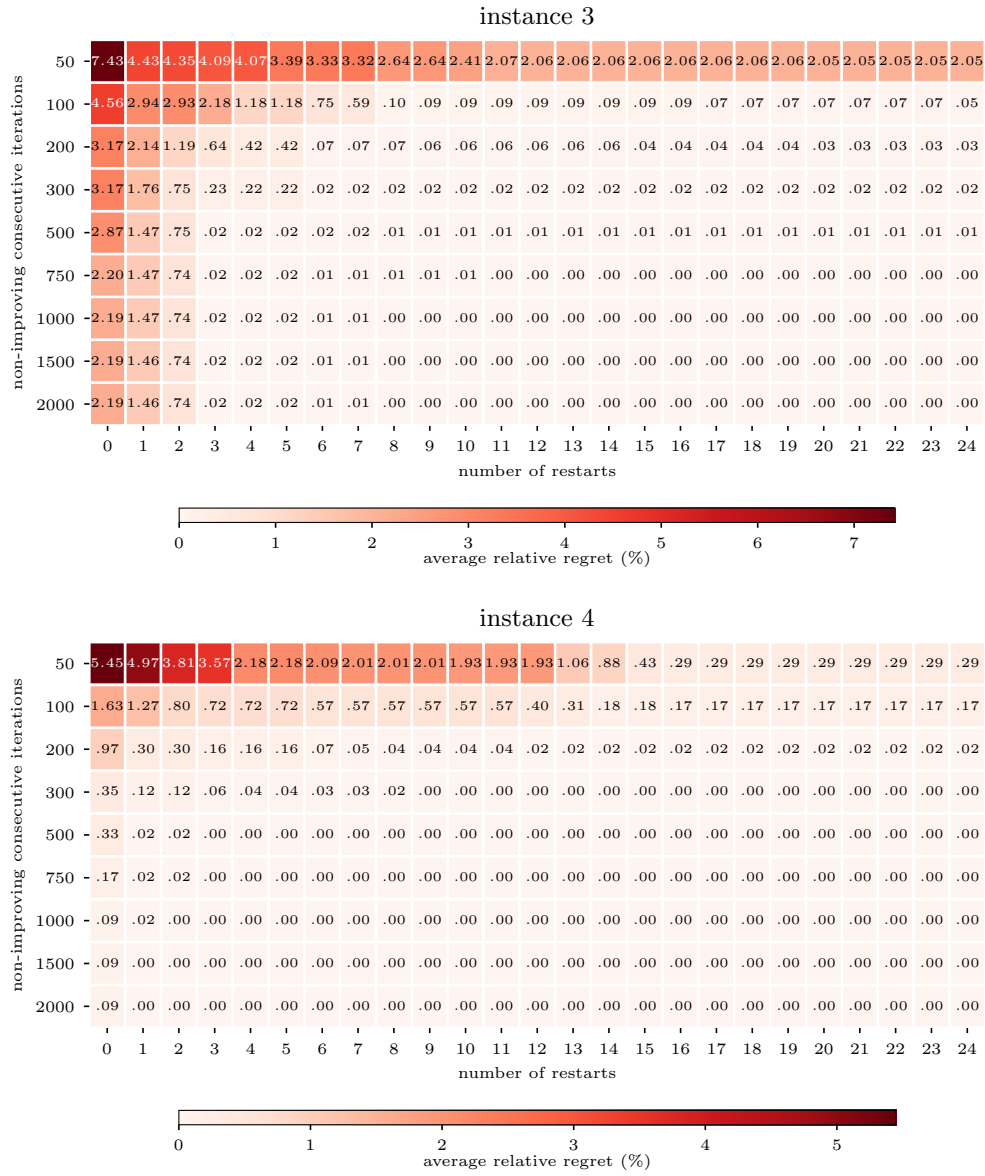 instance 3
50 7.43 4.43 4.35 4.09 4.07 3.39 3.33 3.32 2.64 2.64 2.41 2.07 2.06 2.06 2.06 2.06 2.06 2.06 2.06 2.06 2.05 2.05 2.05 2.05 2.05
100 4.56 2.94 2.93 2.18 1.18 1.18 .75 .59 .10 .09 .09 .09 .09 .09 .09 .09 .09 .07 .07 .07 .07 .07 .07 .07 .05
200 3.17 2.14 1.19 .64 .42 .42 .07 .07 .07 .06 .06 .06 .06 .06 .06 .04 .04 .04 .04 .04 .03 .03 .03 .03 .03
300 3.17 1.76 .75 .23 .22 .22 .02 .02 .02 .02 .02 .02 .02 .02 .02 .02 .02 .02 .02 .02 .02 .02 .02 .02 .02
500 2.87 1.47 .75 .02 .02 .02 .02 .02 .01 .01 .01 .01 .01 .01 .01 .01 .01 .01 .01 .01 .01 .01 .01 .01 .01
750 2.20 1.47 .74 .02 .02 .02 .01 .01 .01 .01 .01 .00 .00 .00 .00 .00 .00 .00 .00 .00 .00 .00 .00 .00 .00
1000 2.19 1.47 .74 .02 .02 .02 .01 .01 .00 .00 .00 .00 .00 .00 .00 .00 .00 .00 .00 .00 .00 .00 .00 .00 .00
1500 2.19 1.46 .74 .02 .02 .02 .01 .01 .00 .00 .00 .00 .00 .00 .00 .00 .00 .00 .00 .00 .00 .00 .00 .00 .00
2000 2.19 1.46 .74 .02 .02 .02 .01 .01 .00 .00 .00 .00 .00 .00 .00 .00 .00 .00 .00 .00 .00 .00 .00 .00 .00
non-improving consecutive iterations
0 1 2 3 4 5 6 7 8 9 10 11 12 13 14 15 16 17 18 19 20 21 22 23 24
number of restarts
0 1 2 3 4 5 6 7
average relative regret (%)
instance 4
50 5.45 4.97 3.81 3.57 2.18 2.18 2.09 2.01 2.01 2.01 1.93 1.93 1.93 1.06 .88 .43 .29 .29 .29 .29 .29 .29 .29 .29 .29
100 1.63 1.27 .80 .72 .72 .72 .57 .57 .57 .57 .57 .57 .40 .31 .18 .18 .17 .17 .17 .17 .17 .17 .17 .17 .17
200 .97 .30 .30 .16 .16 .16 .07 .05 .04 .04 .04 .04 .02 .02 .02 .02 .02 .02 .02 .02 .02 .02 .02 .02 .02
300 .35 .12 .12 .06 .04 .04 .03 .03 .02 .00 .00 .00 .00 .00 .00 .00 .00 .00 .00 .00 .00 .00 .00 .00 .00
500 .33 .02 .02 .00 .00 .00 .00 .00 .00 .00 .00 .00 .00 .00 .00 .00 .00 .00 .00 .00 .00 .00 .00 .00 .00
750 .17 .02 .02 .00 .00 .00 .00 .00 .00 .00 .00 .00 .00 .00 .00 .00 .00 .00 .00 .00 .00 .00 .00 .00 .00
1000 .09 .02 .00 .00 .00 .00 .00 .00 .00 .00 .00 .00 .00 .00 .00 .00 .00 .00 .00 .00 .00 .00 .00 .00 .00
1500 .09 .00 .00 .00 .00 .00 .00 .00 .00 .00 .00 .00 .00 .00 .00 .00 .00 .00 .00 .00 .00 .00 .00 .00 .00
2000 .09 .00 .00 .00 .00 .00 .00 .00 .00 .00 .00 .00 .00 .00 .00 .00 .00 .00 .00 .00 .00 .00 .00 .00 .00
non-improving consecutive iterations
0 1 2 3 4 5 6 7 8 9 10 11 12 13 14 15 16 17 18 19 20 21 22 23 24
number of restarts
0 1 2 3 4 5
average relative regret (%)